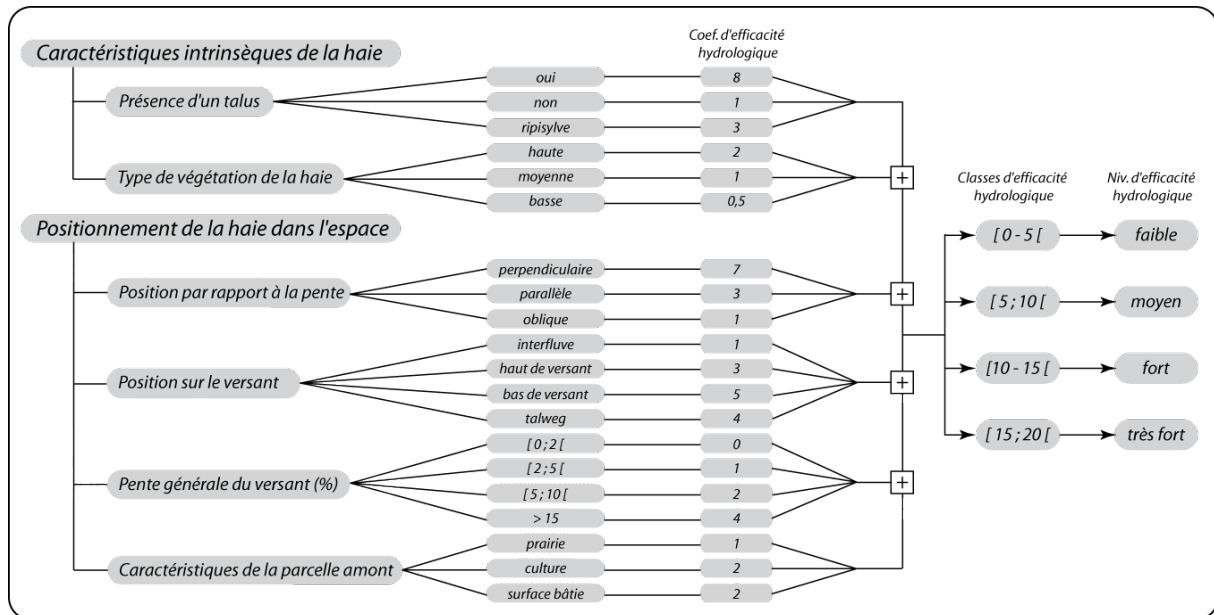 Coef. d'efficacité
hydrologique
Caractéristiques intrinsèques de la haie
Présence d'un talus
oui 8
non 1
ripisylve 3
Type de végétation de la haie
haute 2
moyenne 1
basse 0,5
Positionnement de la haie dans l'espace
Position par rapport à la pente
perpendiculaire 7
parallèle 3
oblique 1
Position sur le versant
interfluve 1
haut de versant 3
bas de versant 5
talweg 4
Pente générale du versant (%)
[ 0 ; 2 [ 0
[ 2 ; 5 [ 1
[ 5 ; 10 [ 2
> 15 4
Caractéristiques de la parcelle amont
prairie 1
culture 2
surface bâtie 2
+
+
+
+
Classes d'efficacité
hydrologique
Niv. d'efficacité
hydrologique
[ 0 - 5 [ faible
[ 5 ; 10 [ moyen
[10 - 15 [ fort
[ 15 ; 20 [ très fort